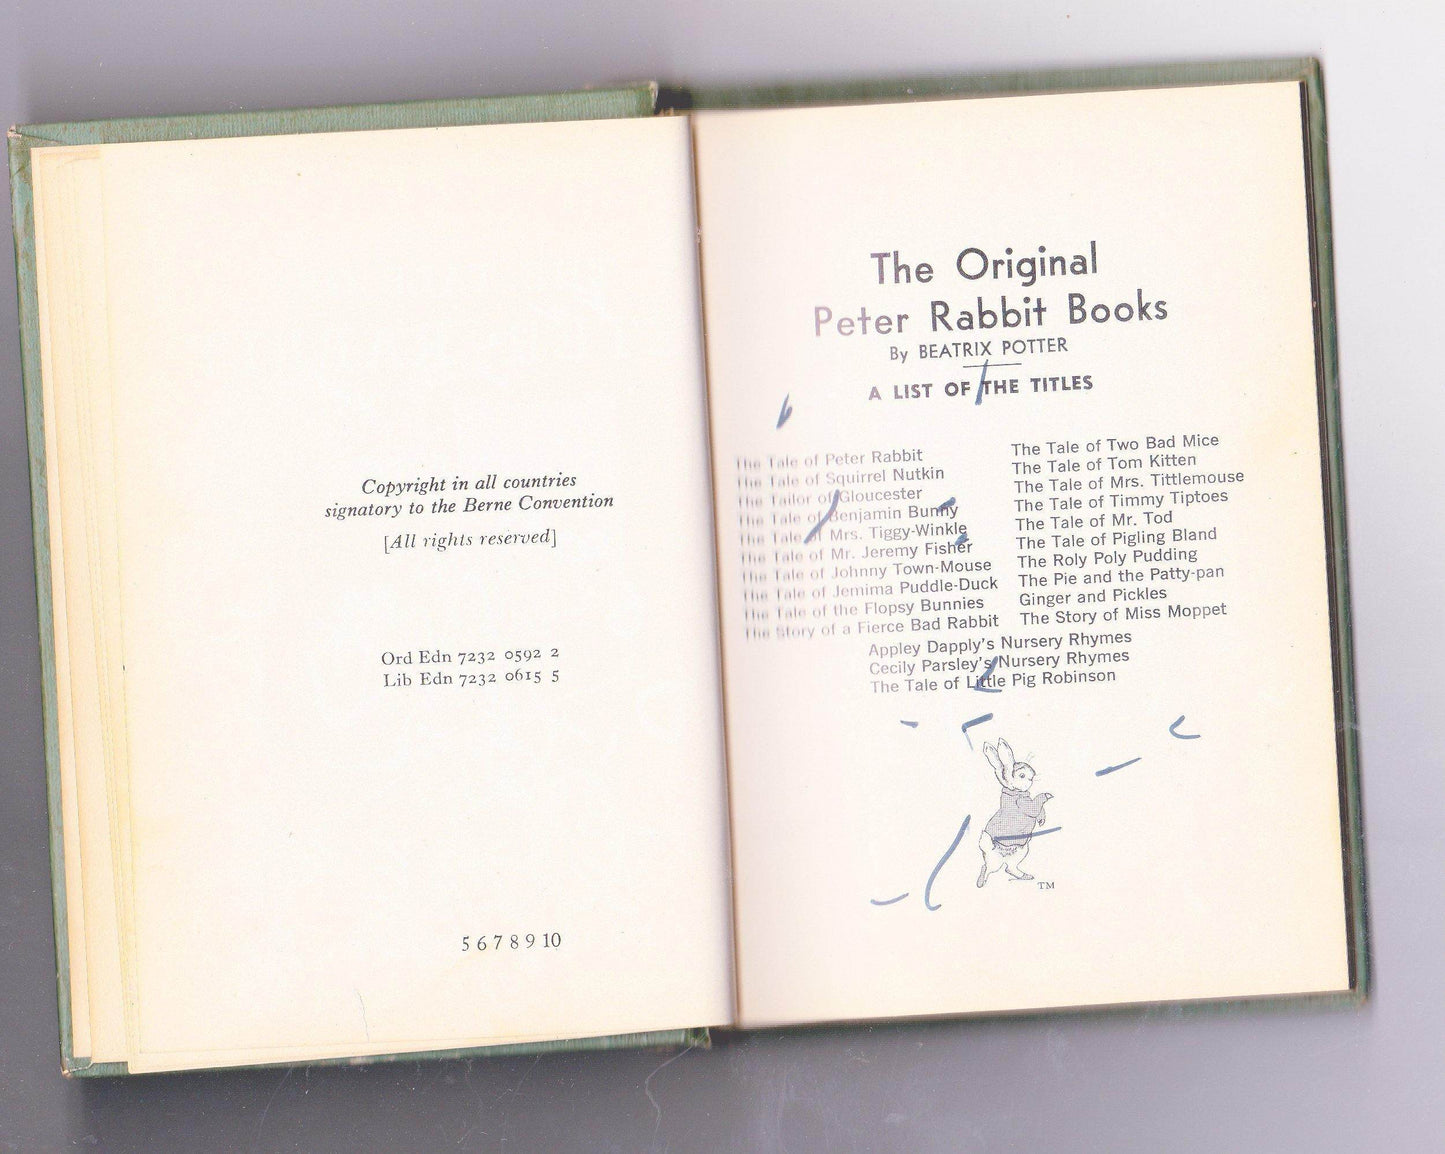 Copyright in all countries
signatory to the Berne Convention
[All rights reserved]
Ord Edn 7232 0592 2
Lib Edn 7232 0615 5
5 6 7 8 9 10
The Original
Peter Rabbit Books
By BEATRIX POTTER
A LIST OF THE TITLES
The Tale of Peter Rabbit
The Tale of Squirrel Nutkin
The Tailor of Gloucester
The Tale of Benjamin Bunny
The Tale of Mrs. Tiggy-Winkle
The Tale of Mr. Jeremy Fisher
The Tale of Johnny Town-Mouse
The Tale of Jemima Puddle-Duck
The Tale of the Flopsy Bunnies
The Story of a Fierce Bad Rabbit
The Tale of Two Bad Mice
The Tale of Tom Kitten
The Tale of Mrs. Tittlemouse
The Tale of Timmy Tiptoes
The Tale of Mr. Tod
The Tale of Pigling Bland
The Roly Poly Pudding
The Pie and the Patty-pan
Ginger and Pickles
The Story of Miss Moppet
Appley Dapply's Nursery Rhymes
Cecily Parsley's Nursery Rhymes
The Tale of Little Pig Robinson
TM